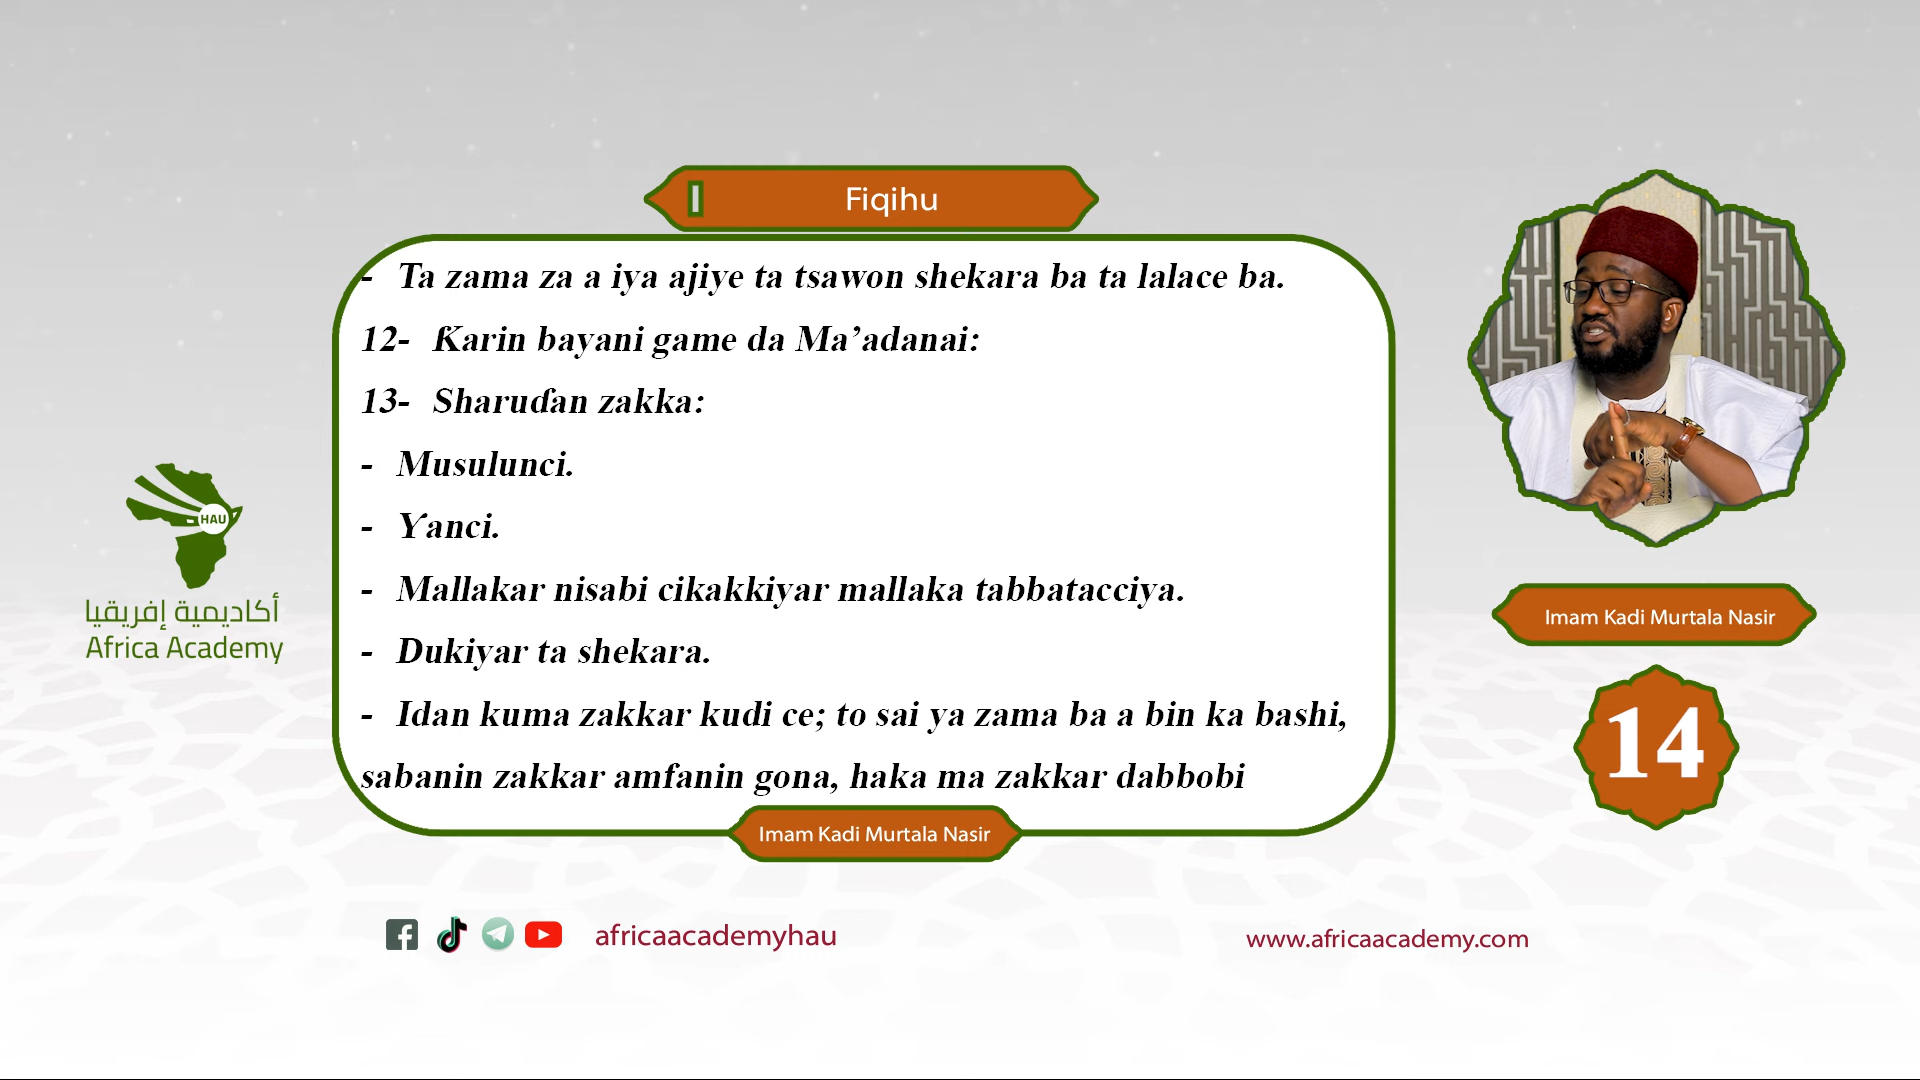 Fiqihu
- Ta zama za a iya ajiye ta tsawon shekara ba ta lalace ba.
12- Ƙarin bayani game da Ma’adanai:
13- Sharuɗan zakka:
- Musulunci.
- Ƴanci.
- Mallakar nisabi cikakkiyar mallaka tabbatacciya.
- Dukiyar ta shekara.
- Idan kuma zakkar kudi ce; to sai ya zama ba a bin ka bashi,
sabanin zakkar amfanin gona, haka ma zakkar dabbobi
Imam Kadi Murtala Nasir
HAU
أكاديمية إفريقيا
Africa Academy
Imam Kadi Murtala Nasir
14
africaacademyhau
www.africaacademy.com